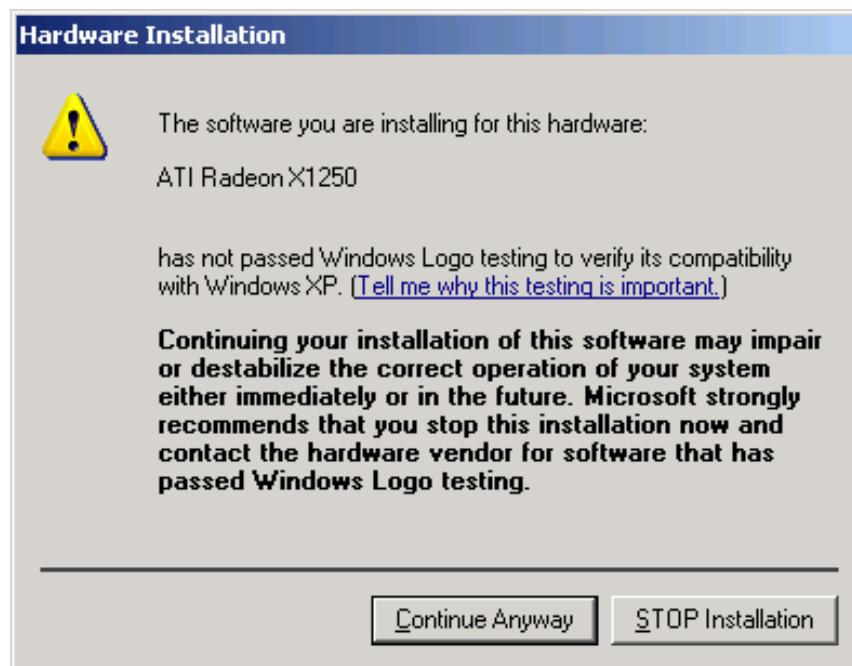 Hardware Installation
The software you are installing for this hardware:
ATI Radeon X1250
has not passed Windows Logo testing to verify its compatibility
with Windows XP. (Tell me why this testing is important.)
Continuing your installation of this software may impair
or destabilize the correct operation of your system
either immediately or in the future. Microsoft strongly
recommends that you stop this installation now and
contact the hardware vendor for software that has
passed Windows Logo testing.
Continue Anyway
STOP Installation